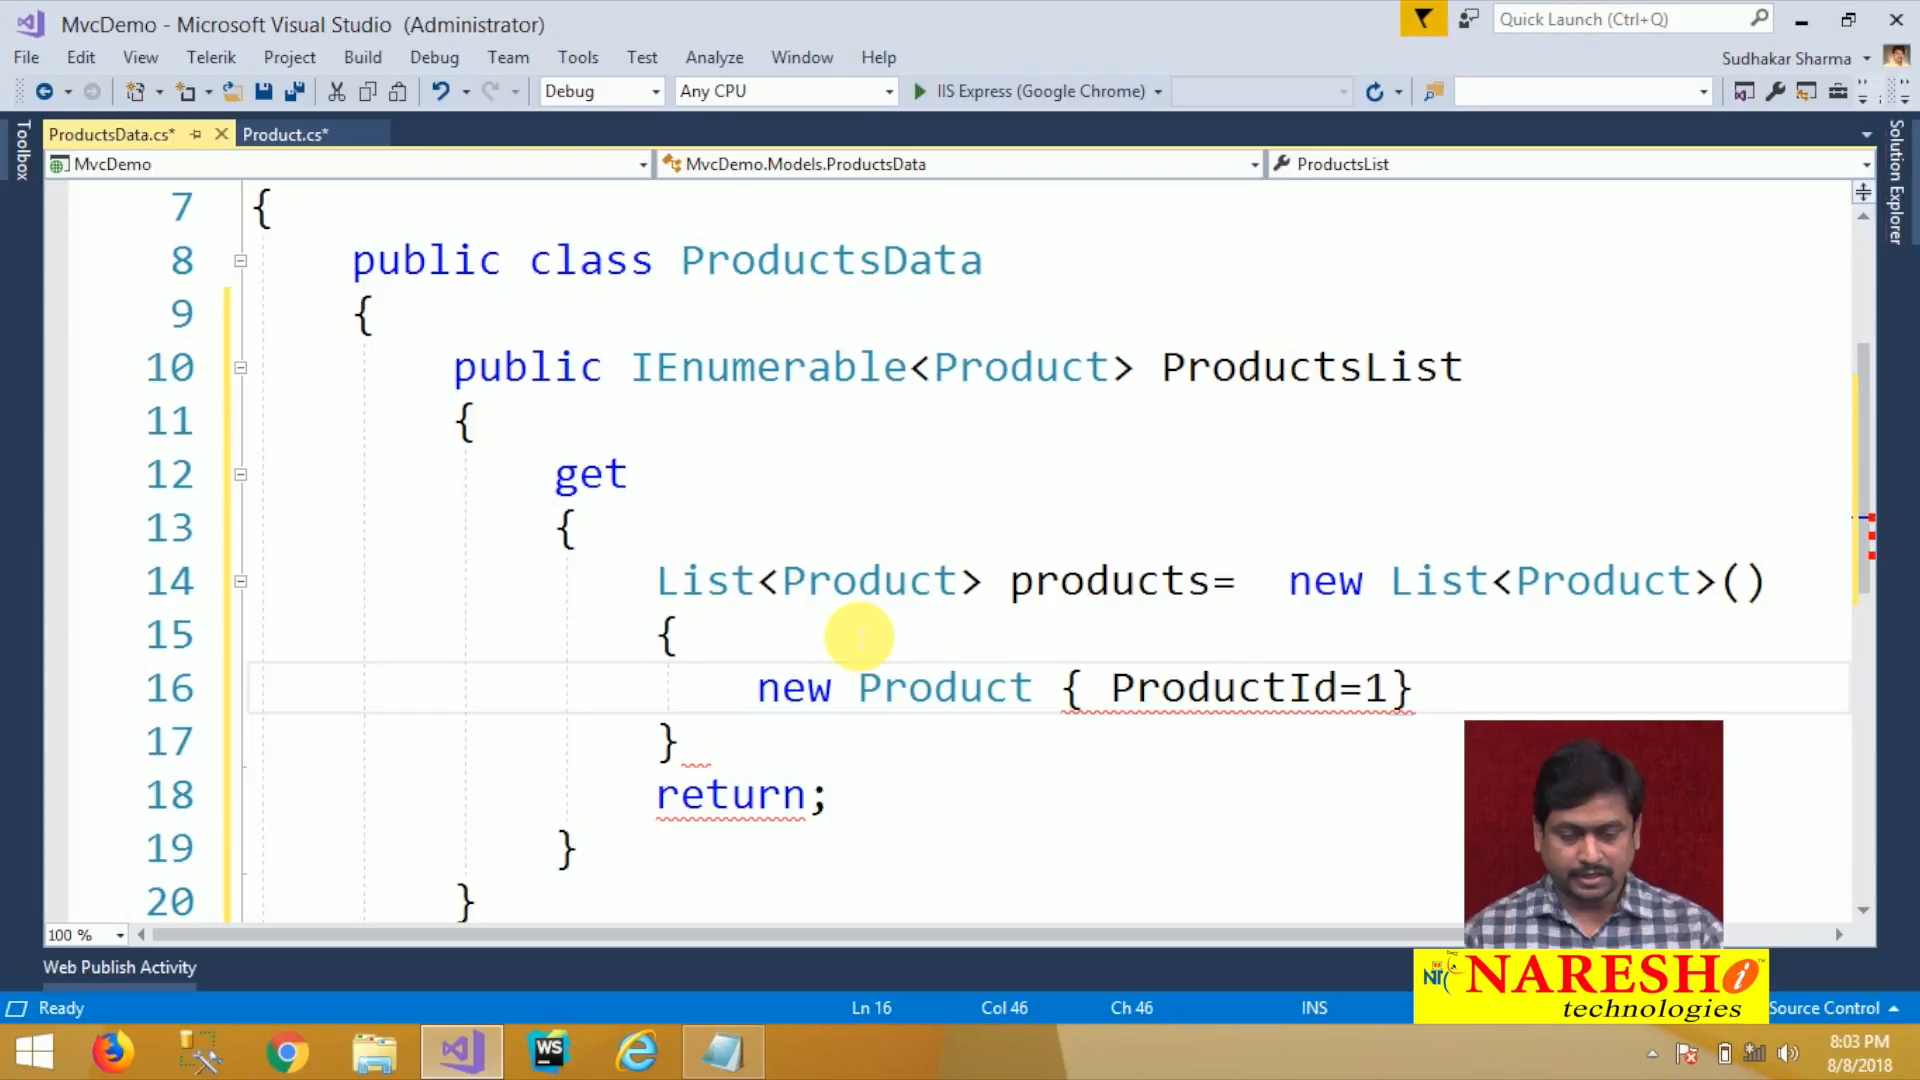 MvcDemo - Microsoft Visual Studio (Administrator)
Quick Launch (Ctrl+Q)
File Edit View Telerik Project Build Debug Team Tools Test Analyze Window Help
Sudhakar Sharma
Debug Any CPU IIS Express (Google Chrome)
Toolbox
ProductsData.cs* Product.cs*
Solution Explorer
MvcDemo MvcDemo.Models.ProductsData ProductsList
7 {
8 public class ProductsData
9 {
10 public IEnumerable<Product> ProductsList
11 {
12 get
13 {
14 List<Product> products=  new List<Product>()
15 {
16 new Product { ProductId=1}
17 }
18 return;
19 }
20 }
100 %
Web Publish Activity
Ready Ln 16 Col 46 Ch 46 INS Source Control
NARESH i
technologies
WS
8:03 PM
8/8/2018